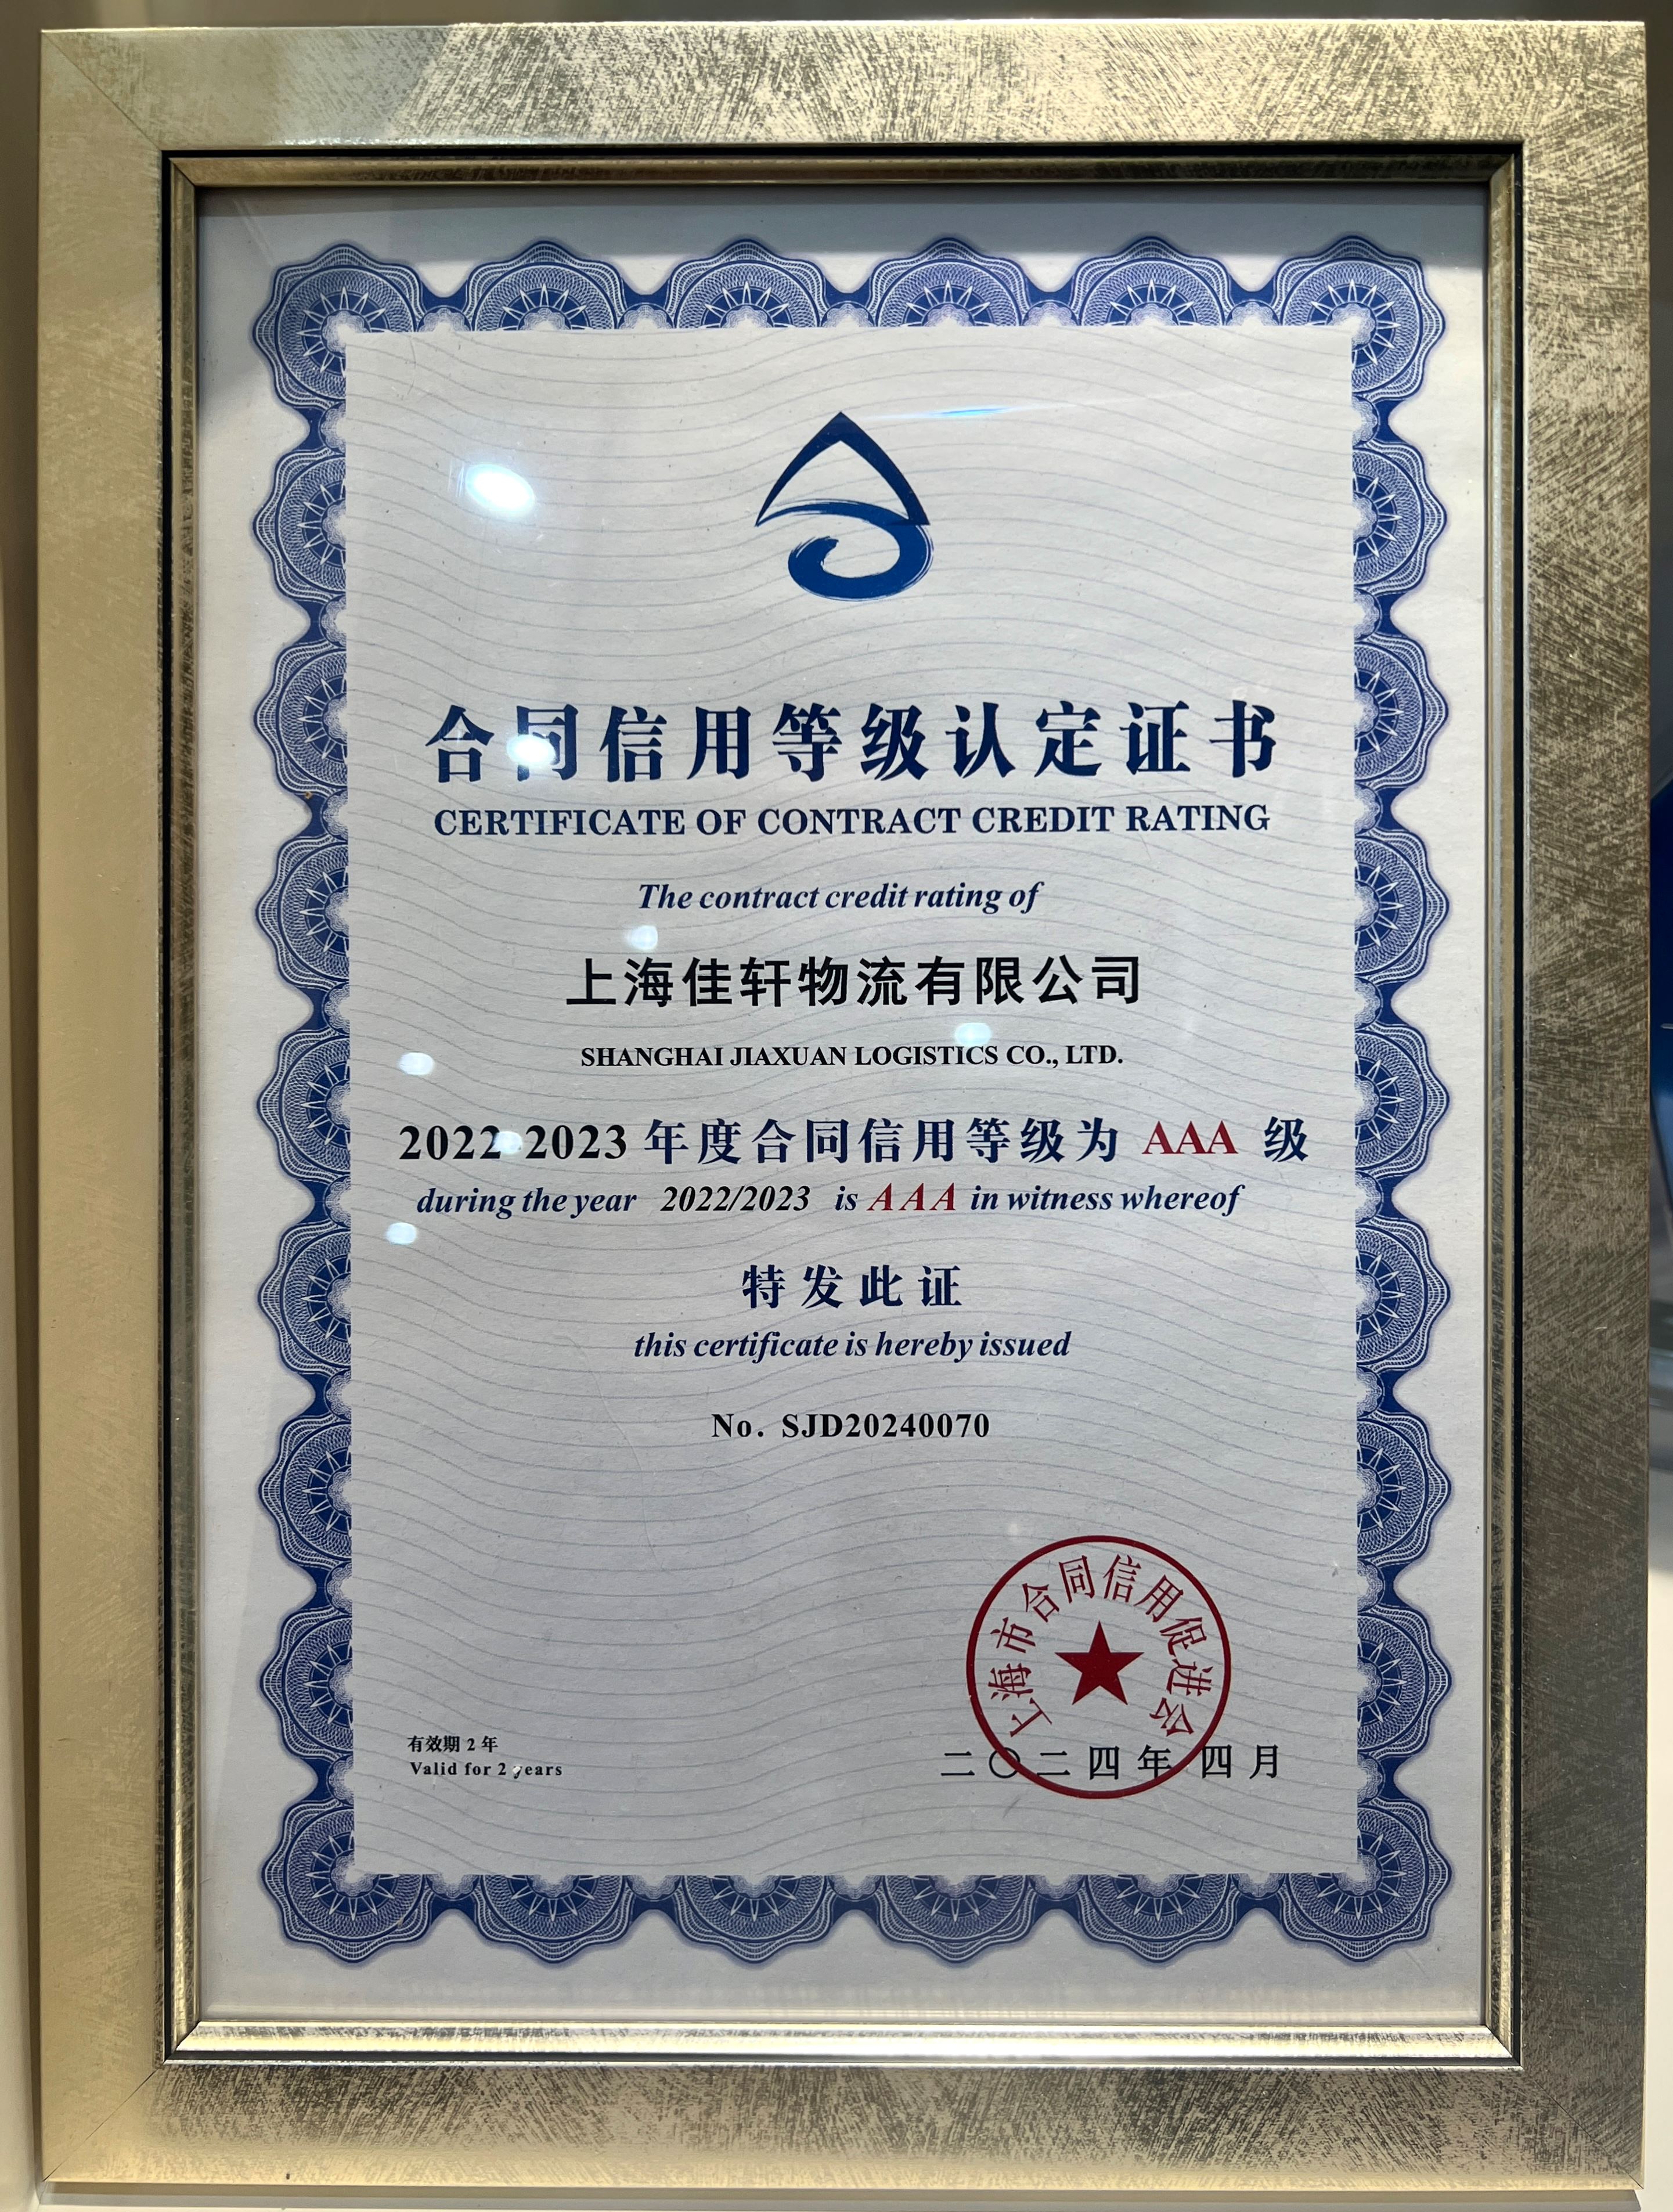 合同信用等级认定证书
CERTIFICATE OF CONTRACT CREDIT RATING
The contract credit rating of
上海佳轩物流有限公司
SHANGHAI JIAXUAN LOGISTICS CO., LTD.
2022-2023 年度合同信用等级为 AAA 级
during the year 2022/2023 is AAA in witness whereof
特发此证
this certificate is hereby issued
No. SJD20240070
上海市合同信用促进会
有效期 2 年
Valid for 2 years
二〇二四年四月